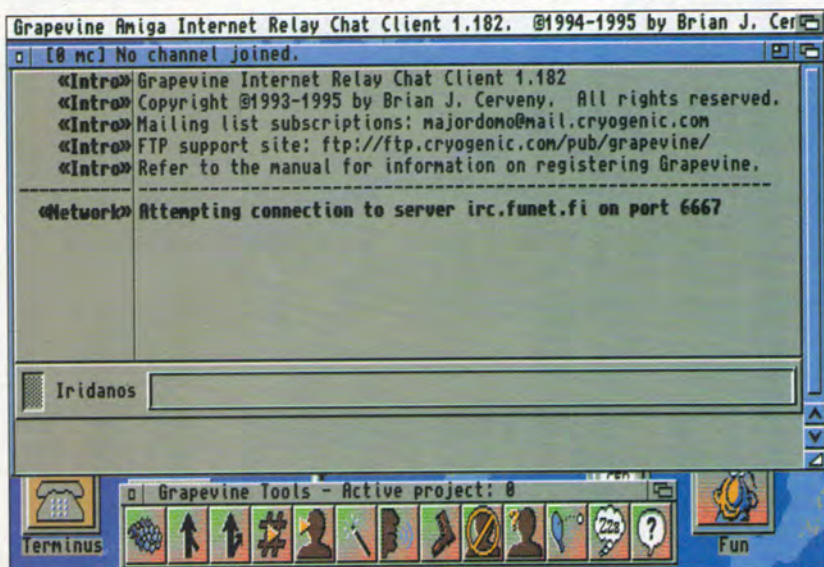 Grapevine Amiga Internet Relay Chat Client 1.182. ©1994-1995 by Brian J. Cer
[0 mc] No channel joined.
«Intro» Grapevine Internet Relay Chat Client 1.182
«Intro» Copyright ©1993-1995 by Brian J. Cerveny. All rights reserved.
«Intro» Mailing list subscriptions: majordomo@mail.cryogenic.com
«Intro» FTP support site: ftp://ftp.cryogenic.com/pub/grapevine/
«Intro» Refer to the manual for information on registering Grapevine.
«Network» Attempting connection to server irc.funet.fi on port 6667
Iridanos
Grapevine Tools - Active project: 0
Terminus
ZZz
?
Fun